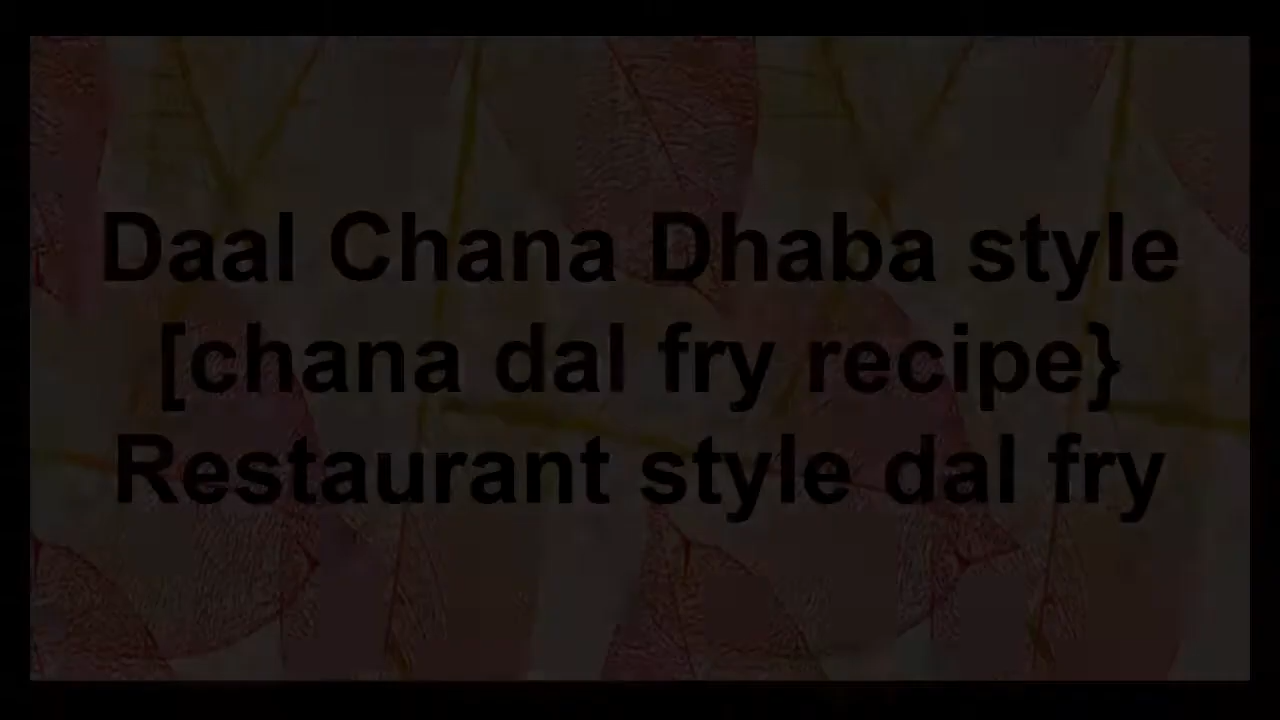 Daal Chana Dhaba style
[chana dal fry recipe}
Restaurant style dal fry